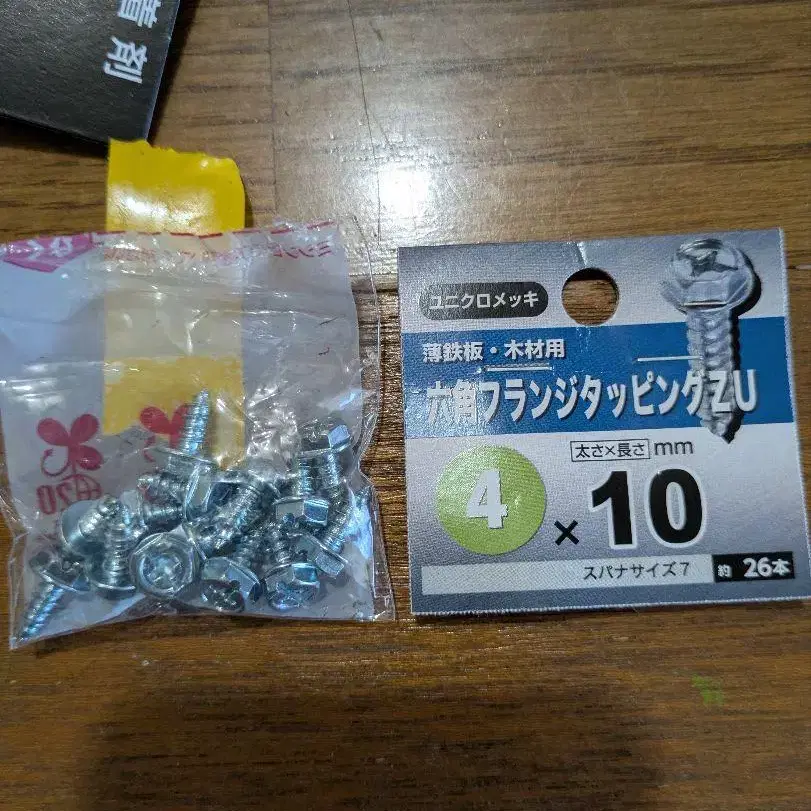 着剤
ユニクロメッキ
薄鉄板・木材用
六角フランジタッピングZU
太さ×長さ mm
4×10
スパナサイズ7
約 26本